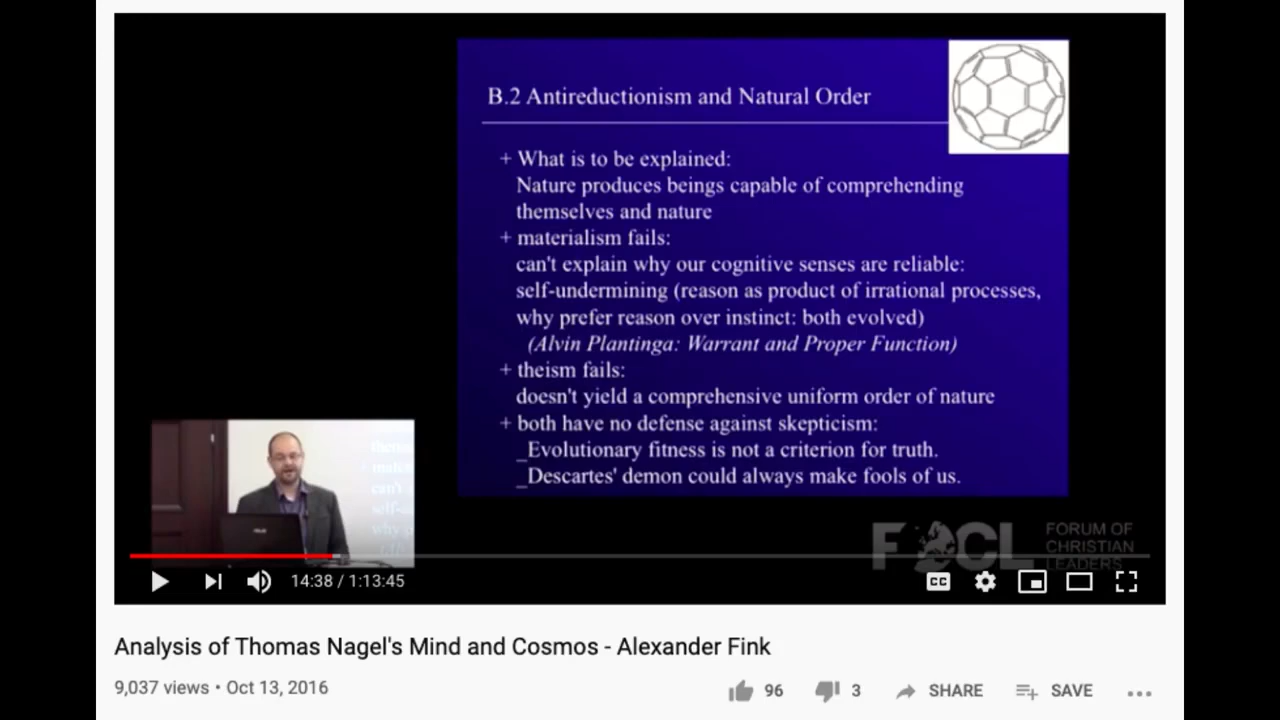 B.2 Antireductionism and Natural Order
+ What is to be explained:
Nature produces beings capable of comprehending
themselves and nature
+ materialism fails:
can't explain why our cognitive senses are reliable:
self-undermining (reason as product of irrational processes,
why prefer reason over instinct: both evolved)
(Alvin Plantinga: Warrant and Proper Function)
+ theism fails:
doesn't yield a comprehensive uniform order of nature
+ both have no defense against skepticism:
_Evolutionary fitness is not a criterion for truth.
_Descartes' demon could always make fools of us.
FOCL
FORUM OF
CHRISTIAN
LEADERS
14:38 / 1:13:45
CC
Analysis of Thomas Nagel's Mind and Cosmos - Alexander Fink
9,037 views • Oct 13, 2016
96
3
SHARE
SAVE